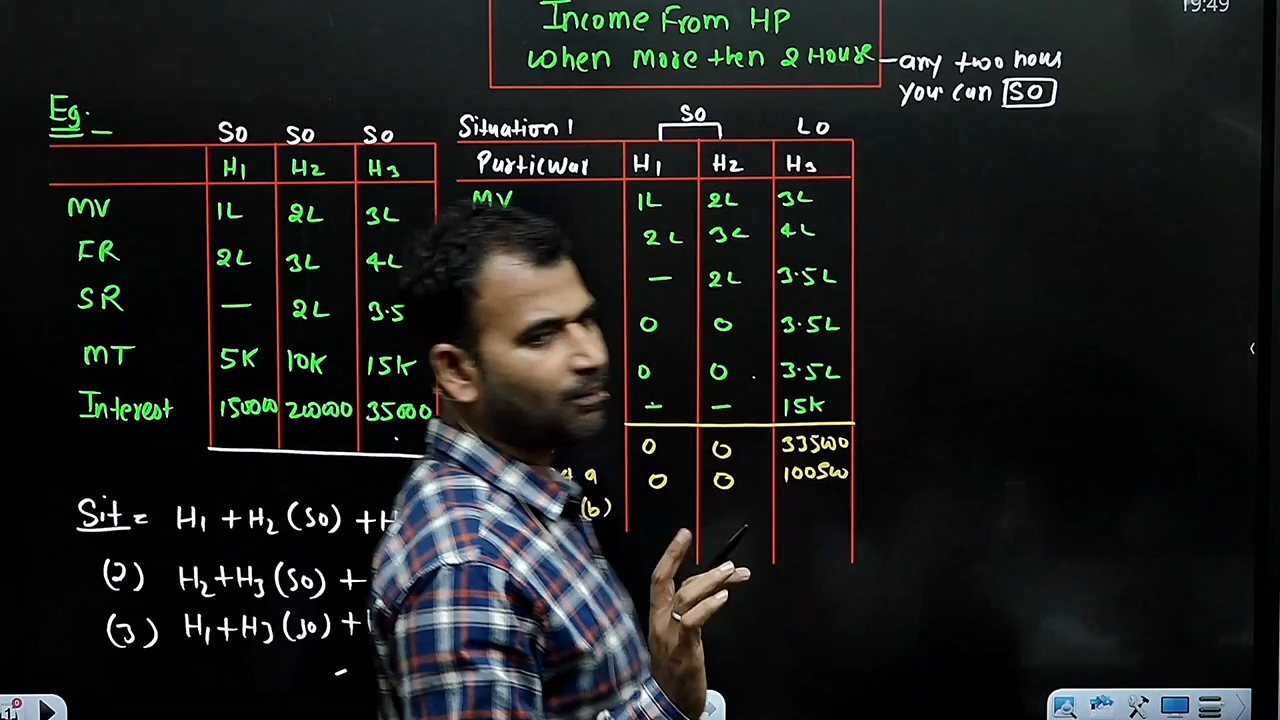 19:49
Income From HP
When More then 2 House
any two hous
you can SO
Eg.
SO SO SO
H1 H2 H3
MV 1L 2L 3L
FR 2L 3L 4L
SR — 2L 3.5
MT 5K 10K 15K
Interest 150000 200000 35000
Sit = H1 + H2 (SO) + H
(2) H2 + H3 (SO) +
(3) H1 + H3 (SO) +
SO
Situation 1 LO
Particular H1 H2 H3
MV 1L 2L 3L
2L 3L 4L
— 2L 3.5L
0 0 3.5L
0 0 3.5L
— — 15K
0 0 335000
a 0 0 100500
(b)